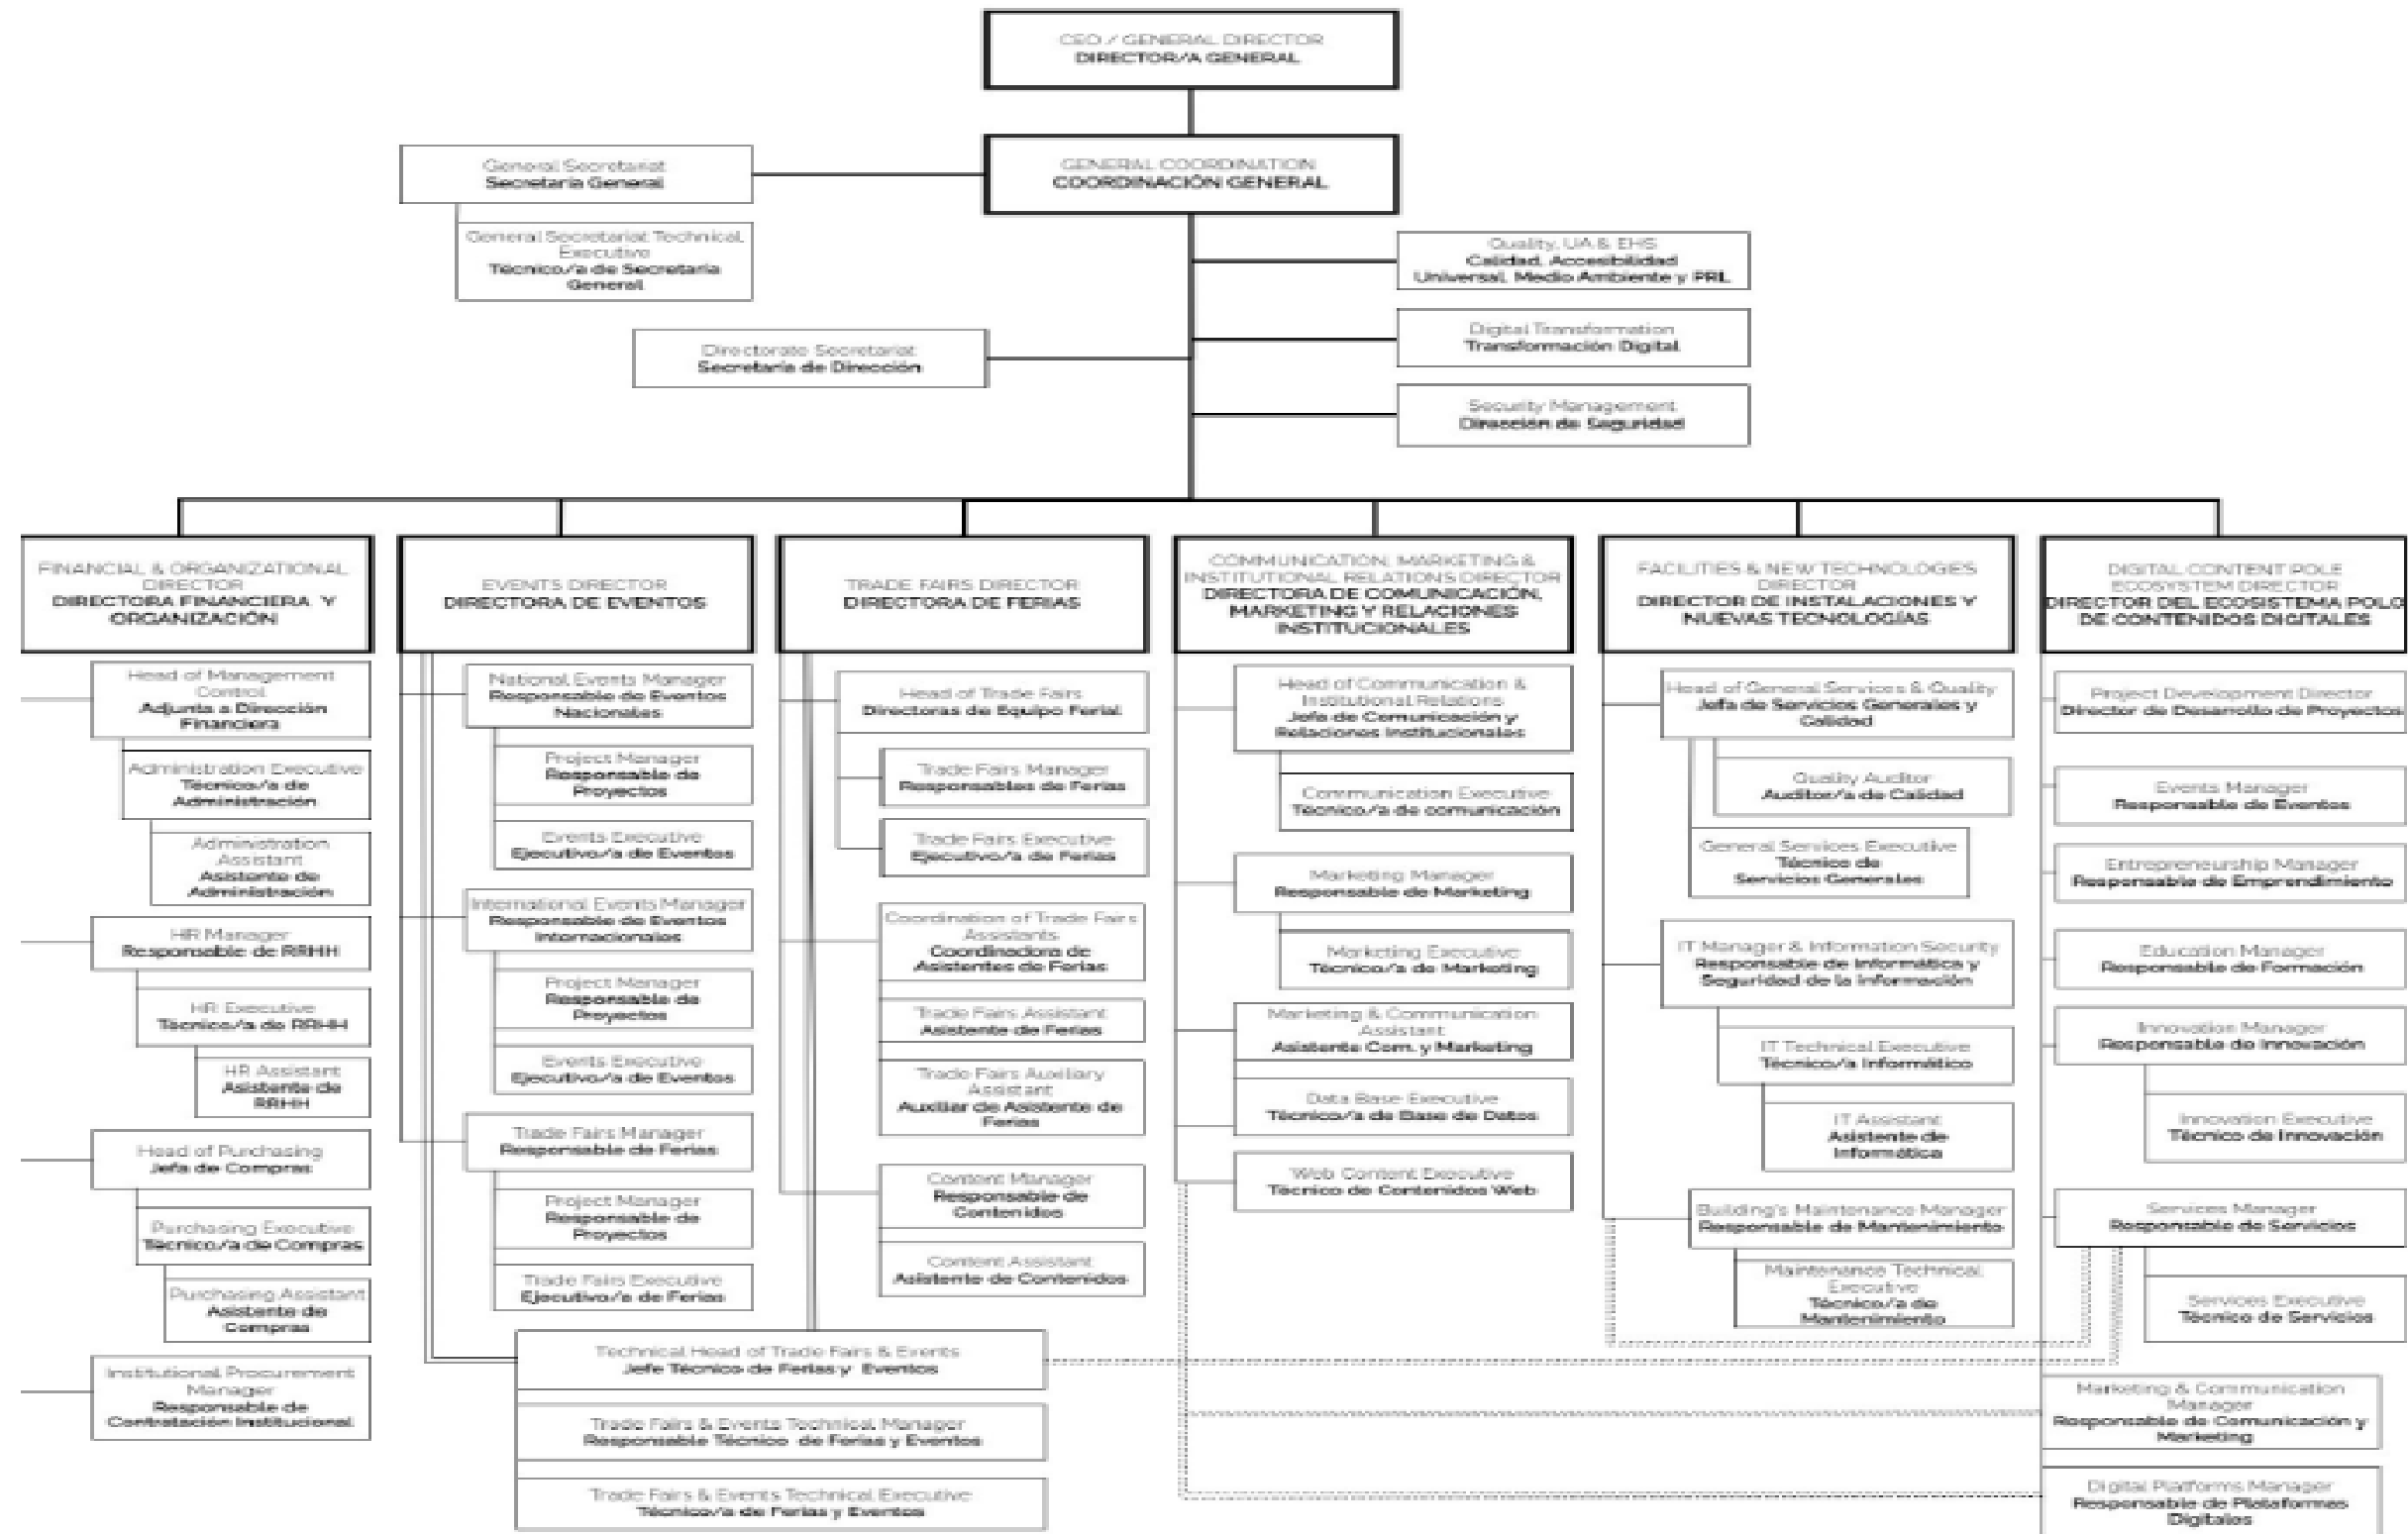 CEO / GENERAL DIRECTOR
DIRECTOR/A GENERAL
General Secretariat
Secretaría General
GENERAL COORDINATION
COORDINACIÓN GENERAL
General Secretariat Technical
Executive
Técnico/a de Secretaría
General
Quality, UA & EHS
Calidad, Accesibilidad
Universal, Medio Ambiente y PRL
Directorate Secretariat
Secretaría de Dirección
Digital Transformation
Transformación Digital
Security Management
Dirección de Seguridad
FINANCIAL & ORGANIZATIONAL
DIRECTOR
DIRECTORA FINANCIERA Y
ORGANIZACIÓN
Head of Management
Control
Adjunta a Dirección
Financiera
Administration Executive
Técnico/a de
Administración
Administration
Assistant
Asistente de
Administración
HR Manager
Responsable de RRHH
HR Executive
Técnico/a de RRHH
HR Assistant
Asistente de
RRHH
Head of Purchasing
Jefa de Compras
Purchasing Executive
Técnico/a de Compras
Purchasing Assistant
Asistente de
Compras
Institutional Procurement
Manager
Responsable de
Contratación Institucional
EVENTS DIRECTOR
DIRECTORA DE EVENTOS
National Events Manager
Responsable de Eventos
Nacionales
Project Manager
Responsable de
Proyectos
Events Executive
Ejecutivo/a de Eventos
International Events Manager
Responsable de Eventos
Internacionales
Project Manager
Responsable de
Proyectos
Events Executive
Ejecutivo/a de Eventos
Trade Fairs Manager
Responsable de Ferias
Project Manager
Responsable de
Proyectos
Trade Fairs Executive
Ejecutivo/a de Ferias
TRADE FAIRS DIRECTOR
DIRECTORA DE FERIAS
Head of Trade Fairs
Directoras de Equipo Ferial
Trade Fairs Manager
Responsables de Ferias
Trade Fairs Executive
Ejecutivo/a de Ferias
Coordination of Trade Fairs
Assistants
Coordinadora de
Asistentes de Ferias
Trade Fairs Assistant
Asistente de Ferias
Trade Fairs Auxiliary
Assistant
Auxiliar de Asistente de
Ferias
Content Manager
Responsable de
Contenidos
Content Assistant
Asistente de Contenidos
Technical Head of Trade Fairs & Events
Jefe Técnico de Ferias y Eventos
Trade Fairs & Events Technical Manager
Responsable Técnico de Ferias y Eventos
Trade Fairs & Events Technical Executive
Técnico/a de Ferias y Eventos
COMMUNICATION, MARKETING &
INSTITUTIONAL RELATIONS DIRECTOR
DIRECTORA DE COMUNICACIÓN,
MARKETING Y RELACIONES
INSTITUCIONALES
Head of Communication &
Institutional Relations
Jefa de Comunicación y
Relaciones Institucionales
Communication Executive
Técnico/a de comunicación
Marketing Manager
Responsable de Marketing
Marketing Executive
Técnico/a de Marketing
Marketing & Communication
Assistant
Asistente Com. y Marketing
Data Base Executive
Técnico/a de Base de Datos
Web Content Executive
Técnico de Contenidos Web
FACILITIES & NEW TECHNOLOGIES
DIRECTOR
DIRECTOR DE INSTALACIONES Y
NUEVAS TECNOLOGÍAS
Head of General Services & Quality
Jefa de Servicios Generales y
Calidad
Quality Auditor
Auditor/a de Calidad
General Services Executive
Técnico de
Servicios Generales
IT Manager & Information Security
Responsable de Informática y
Seguridad de la información
IT Technical Executive
Técnico/a Informático
IT Assistant
Asistente de
Informática
Building's Maintenance Manager
Responsable de Mantenimiento
Maintenance Technical
Executive
Técnico/a de
Mantenimiento
DIGITAL CONTENT POLE
ECOSYSTEM DIRECTOR
DIRECTOR DEL ECOSISTEMA POLO
DE CONTENIDOS DIGITALES
Project Development Director
Director de Desarrollo de Proyectos
Events Manager
Responsable de Eventos
Entrepreneurship Manager
Responsable de Emprendimiento
Education Manager
Responsable de Formación
Innovation Manager
Responsable de Innovación
Innovation Executive
Técnico de Innovación
Services Manager
Responsable de Servicios
Services Executive
Técnico de Servicios
Marketing & Communication
Manager
Responsable de Comunicación y
Marketing
Digital Platforms Manager
Responsable de Plataformas
Digitales